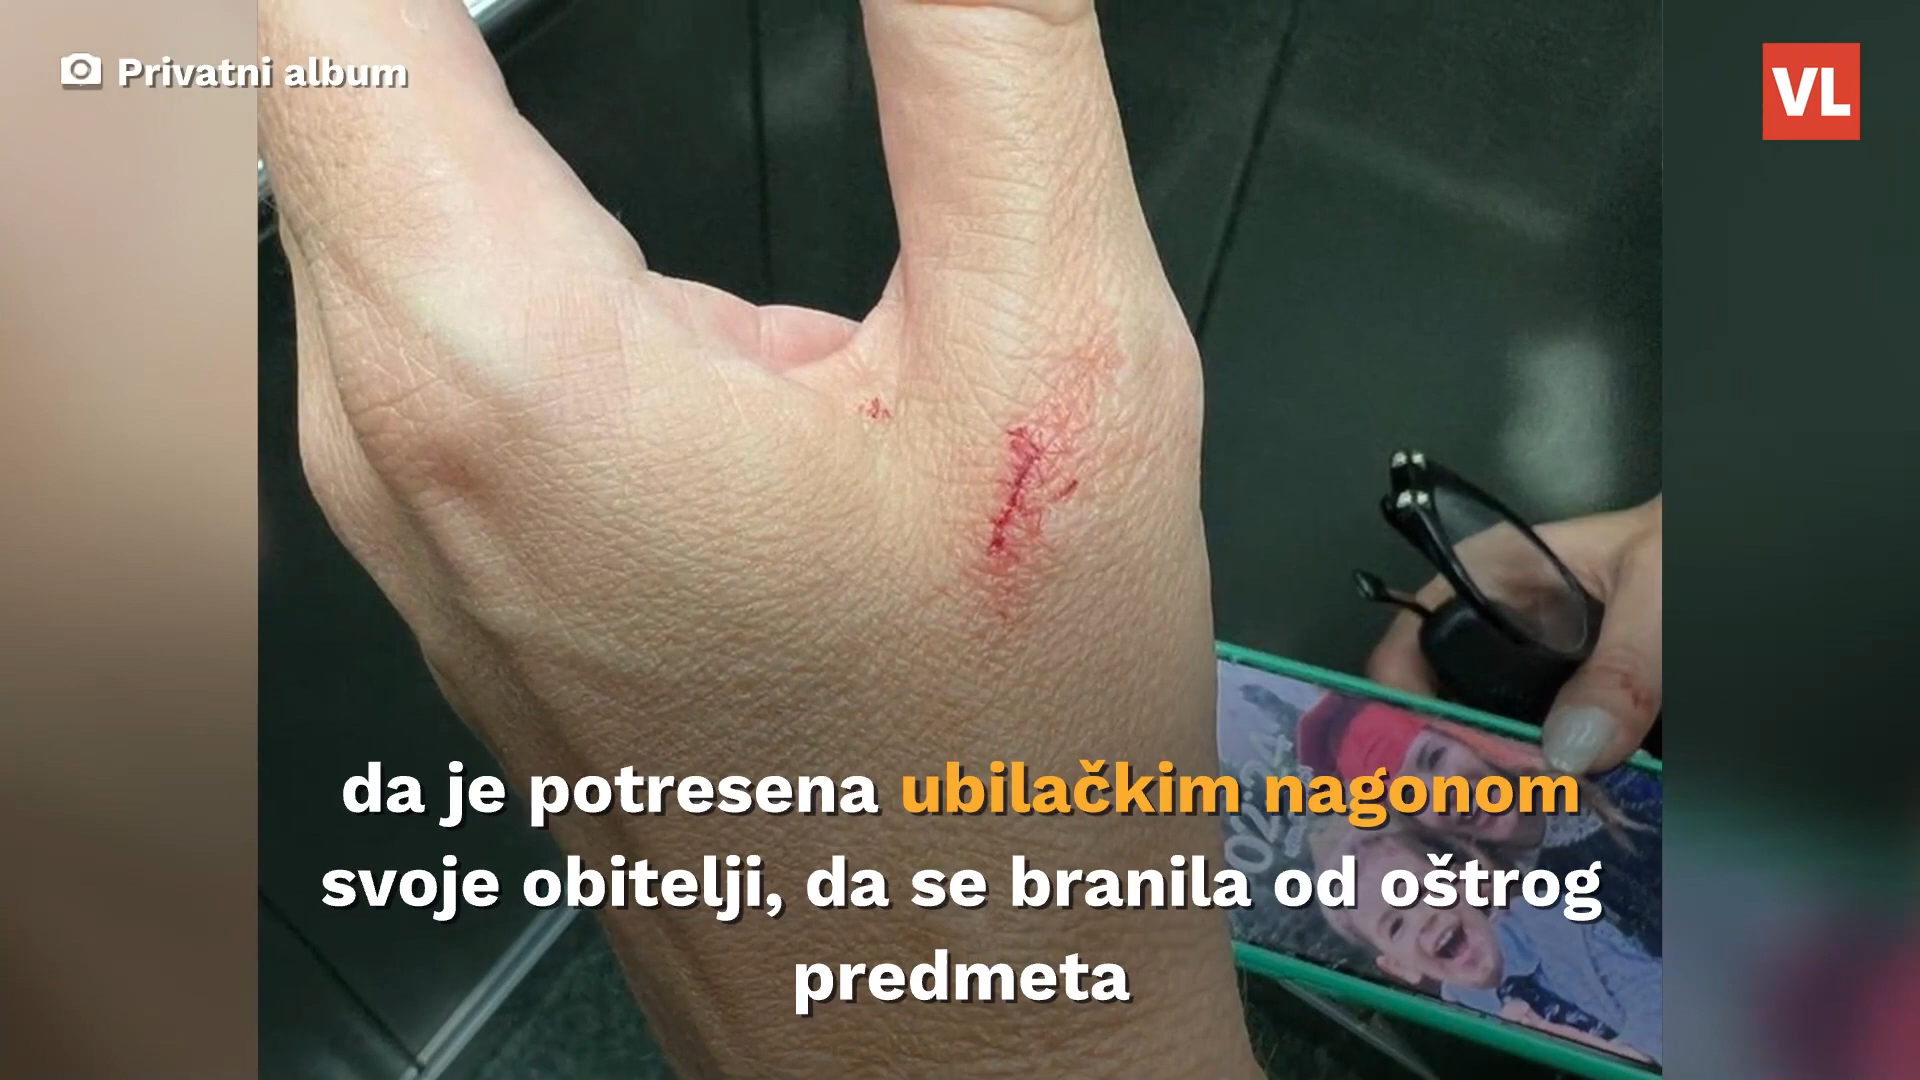 Privatni album
VL
da je potresena ubilačkim nagonom
svoje obitelji, da se branila od oštrog
predmeta